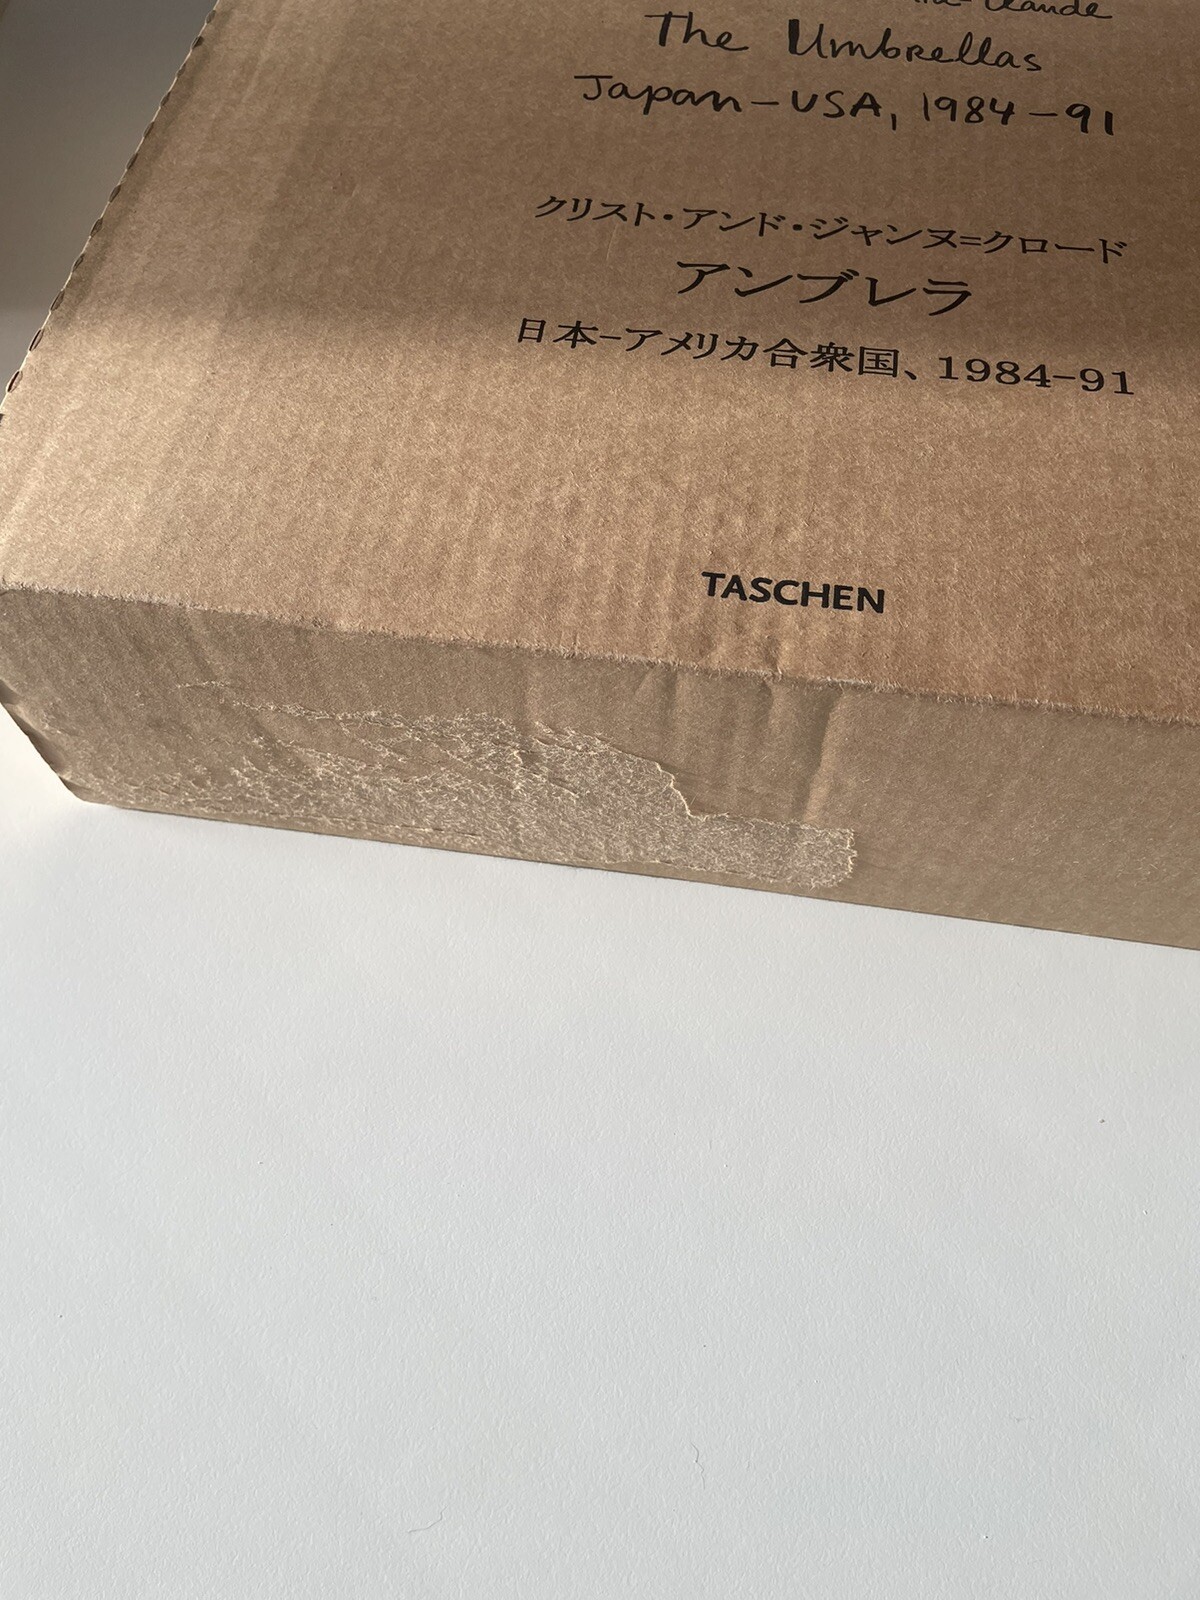 Claude
The Umbrellas
Japan-USA, 1984-91
クリスト・アンド・ジャンヌ=クロード
アンブレラ
日本-アメリカ合衆国、1984-91
TASCHEN